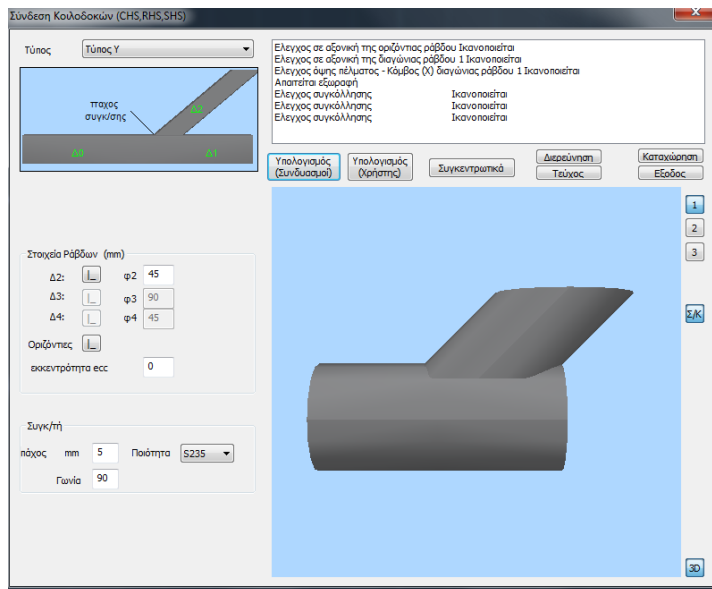 Σύνδεση Κοιλοδοκών (CHS,RHS,SHS)
Τύπος
Τύπος Υ
παχος
συγκ/σης
Δ2
Δ0
Δ1
Ελεγχος σε αξονική της οριζόντιας ράβδου Ικανοποιείται
Ελεγχος σε αξονική της διαγώνιας ράβδου 1 Ικανοποιείται
Ελεγχος όψης πέλματος - Κόμβος (Χ) διαγώνιας ράβδου 1 Ικανοποιείται
Απαιτείται εξωραφή
Ελεγχος συγκόλλησης Ικανοποιείται
Ελεγχος συγκόλλησης Ικανοποιείται
Ελεγχος συγκόλλησης Ικανοποιείται
Υπολογισμός (Συνδυασμοί)
Υπολογισμός (Χρήστης)
Συγκεντρωτικά
Διερεύνηση
Τεύχος
Καταχώρηση
Εξοδος
1
2
3
Σ/Κ
3D
Στοιχεία Ράβδων (mm)
Δ2: φ2 45
Δ3: φ3 90
Δ4: φ4 45
Οριζόντιες
εκκεντρότητα ecc 0
Συγκ/τή
πάχος mm 5 Ποιότητα S235
Γωνία 90